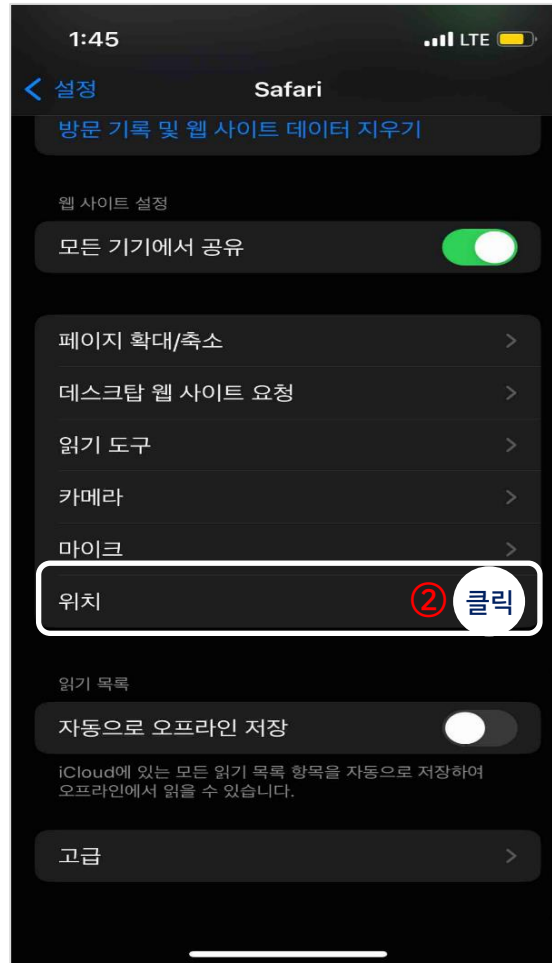 1:45 LTE
설정 Safari
방문 기록 및 웹 사이트 데이터 지우기
웹 사이트 설정
모든 기기에서 공유
페이지 확대/축소
데스크탑 웹 사이트 요청
읽기 도구
카메라
마이크
위치 ② 클릭
읽기 목록
자동으로 오프라인 저장
iCloud에 있는 모든 읽기 목록 항목을 자동으로 저장하여
오프라인에서 읽을 수 있습니다.
고급